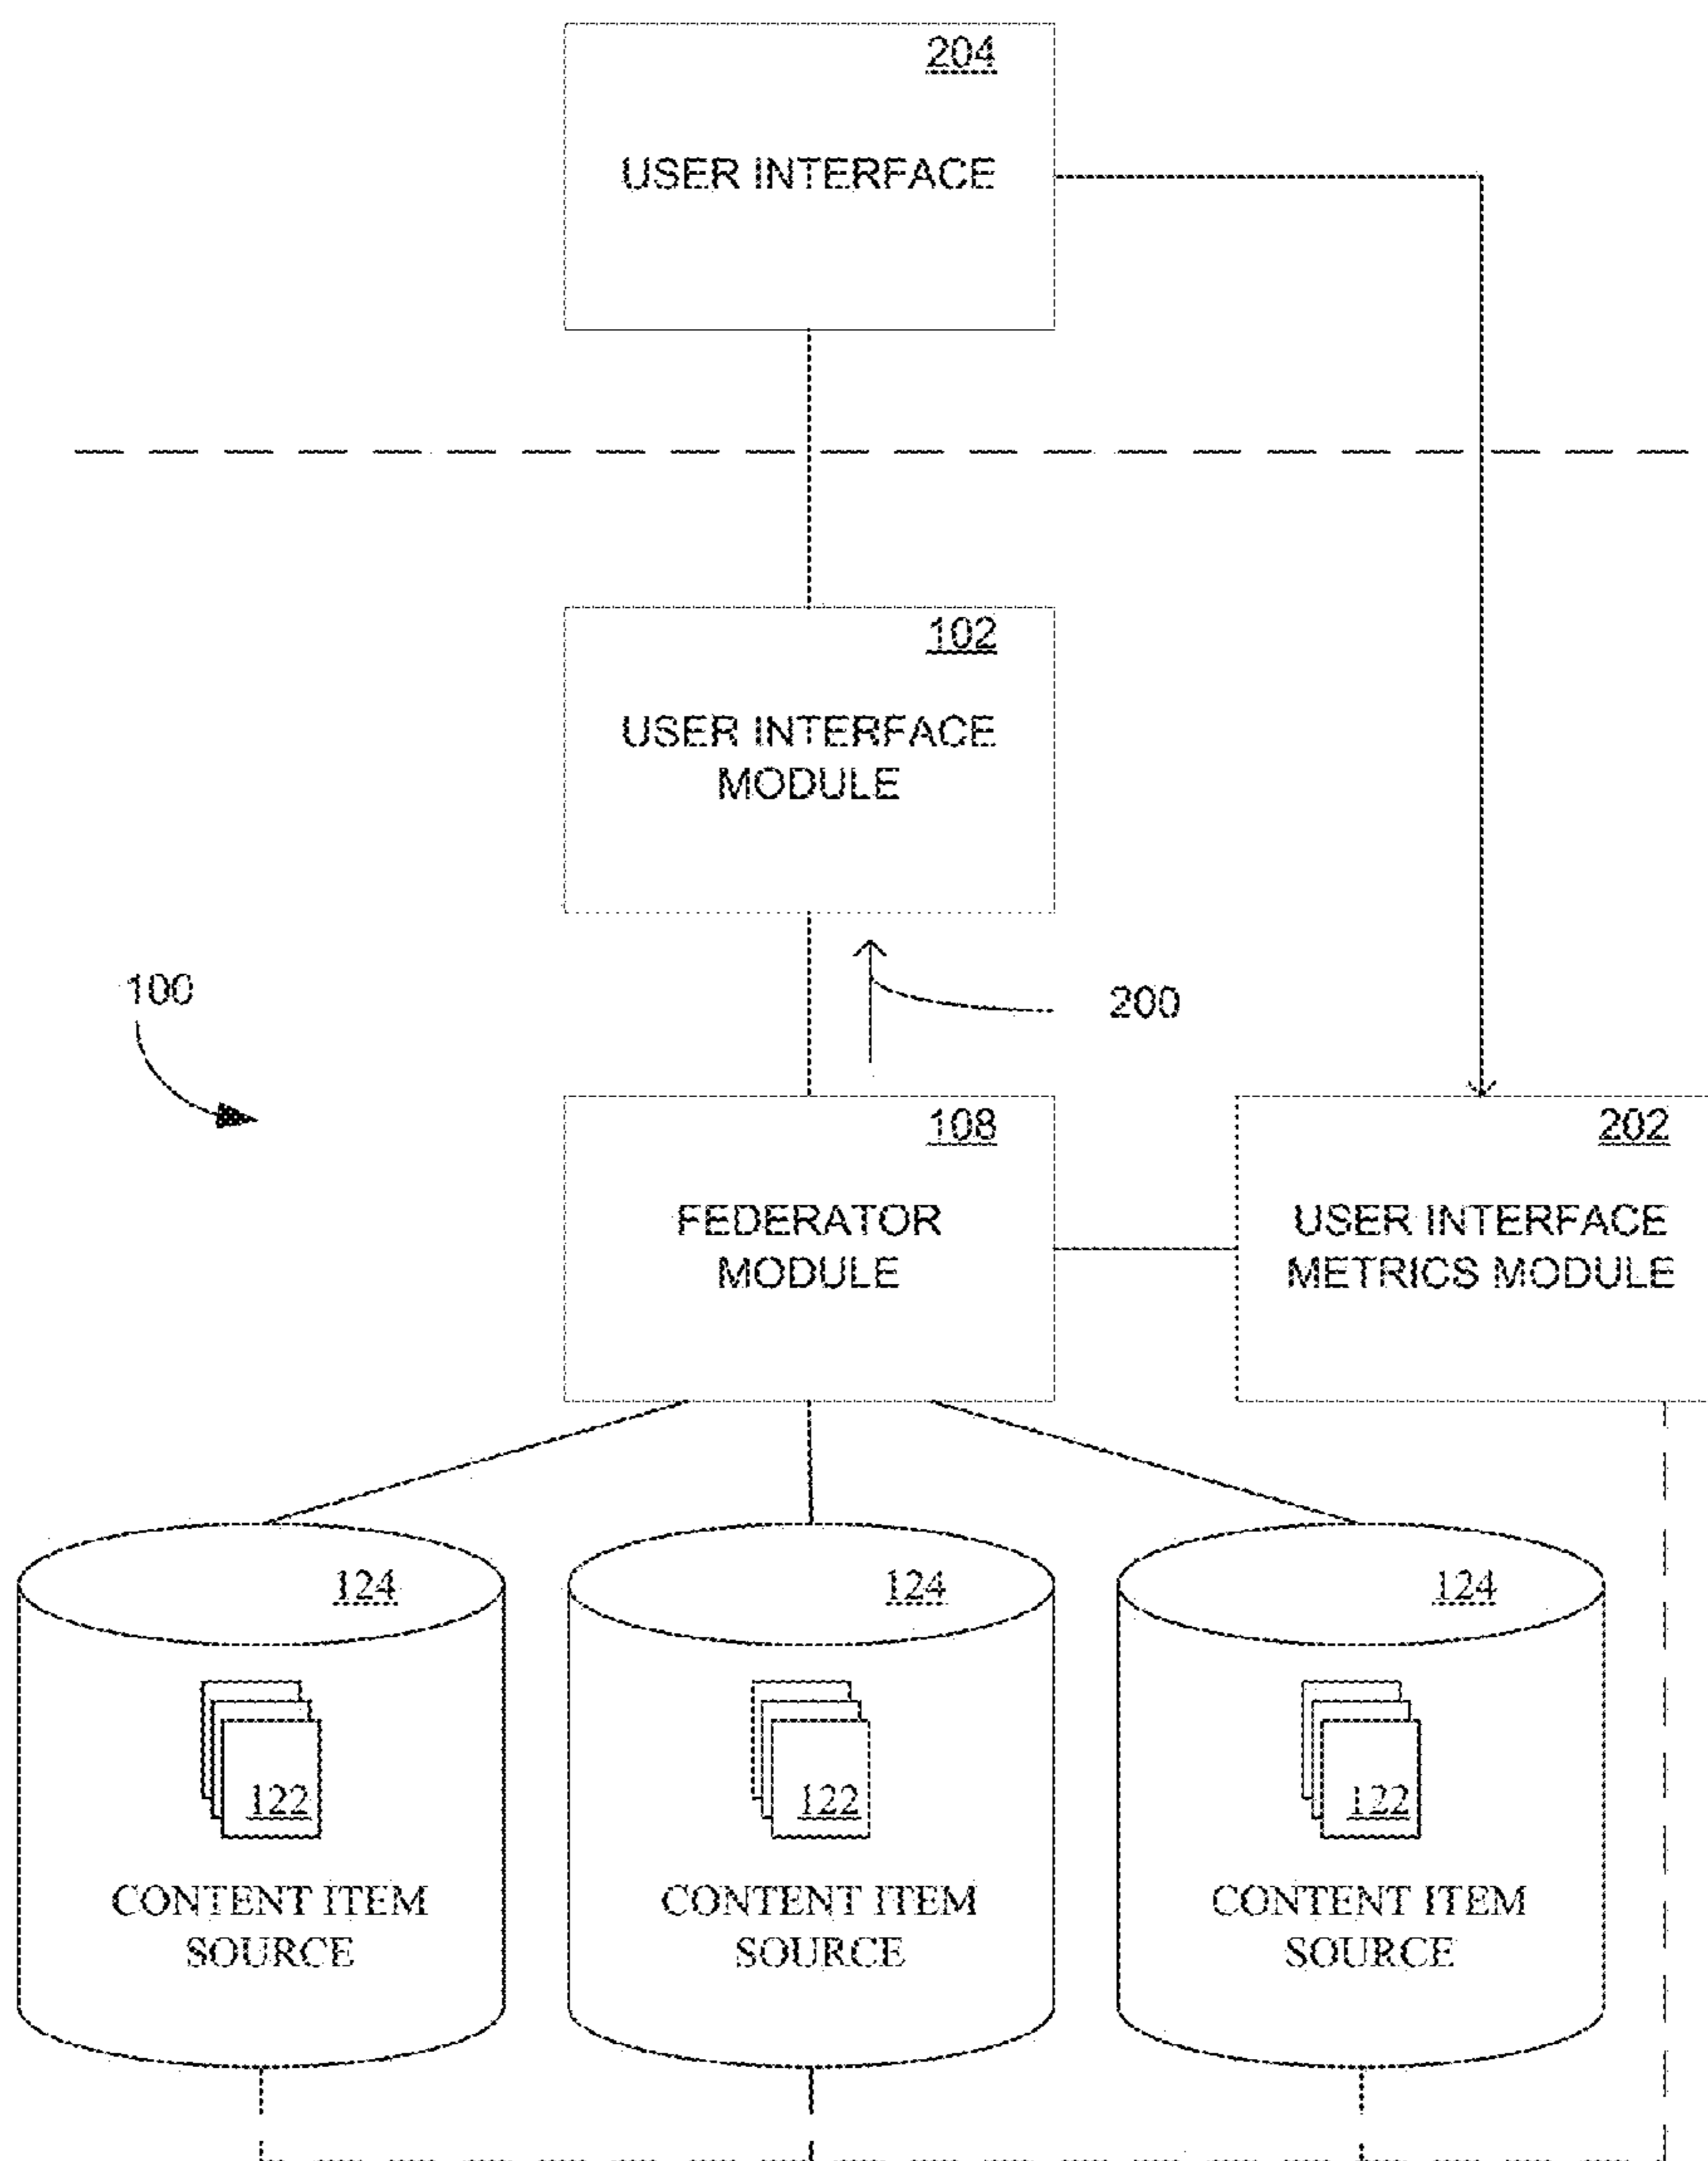 204
USER INTERFACE
102
USER INTERFACE
MODULE
100
200
108
FEDERATOR
MODULE
202
USER INTERFACE
METRICS MODULE
124
122
CONTENT ITEM
SOURCE
124
122
CONTENT ITEM
SOURCE
124
122
CONTENT ITEM
SOURCE